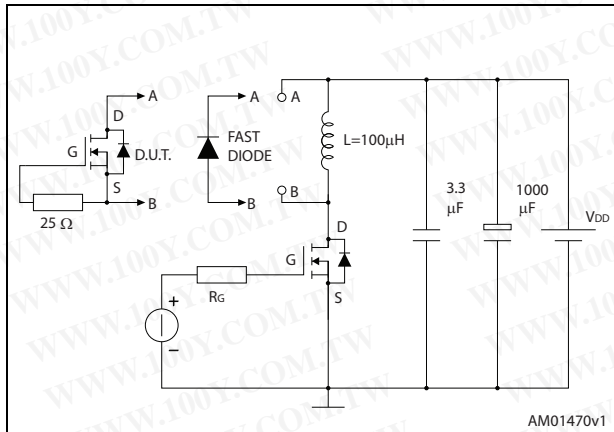 WWW.100Y.COM.TW
A
D
G
D.U.T.
S
B
25 Ω
A
FAST
DIODE
B
A
L=100μH
B
3.3
μF
1000
μF
VDD
D
G
S
RG
+
–
AM01470v1